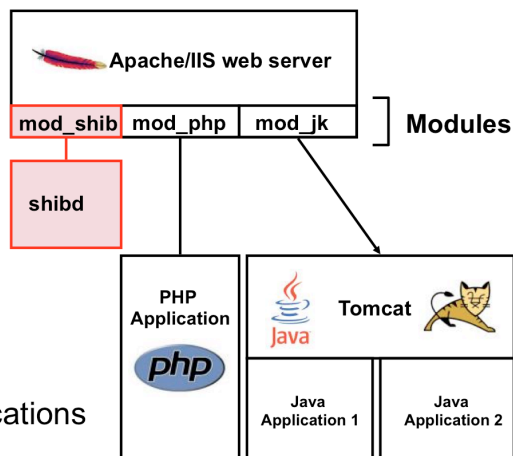 Apache/IIS web server
mod_shib mod_php mod_jk
Modules
shibd
PHP
Application
php
Java
Tomcat
Java
Application 1
Java
Application 2